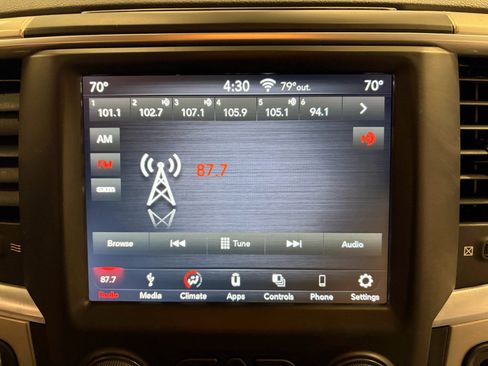 70° 4:30 79°out. 70°
1 2 3 4 5 6
101.1 102.7 107.1 105.9 105.1 94.1
AM
FM
sxm
87.7
Browse Tune Audio
87.7
Radio Media Climate Apps Controls Phone Settings